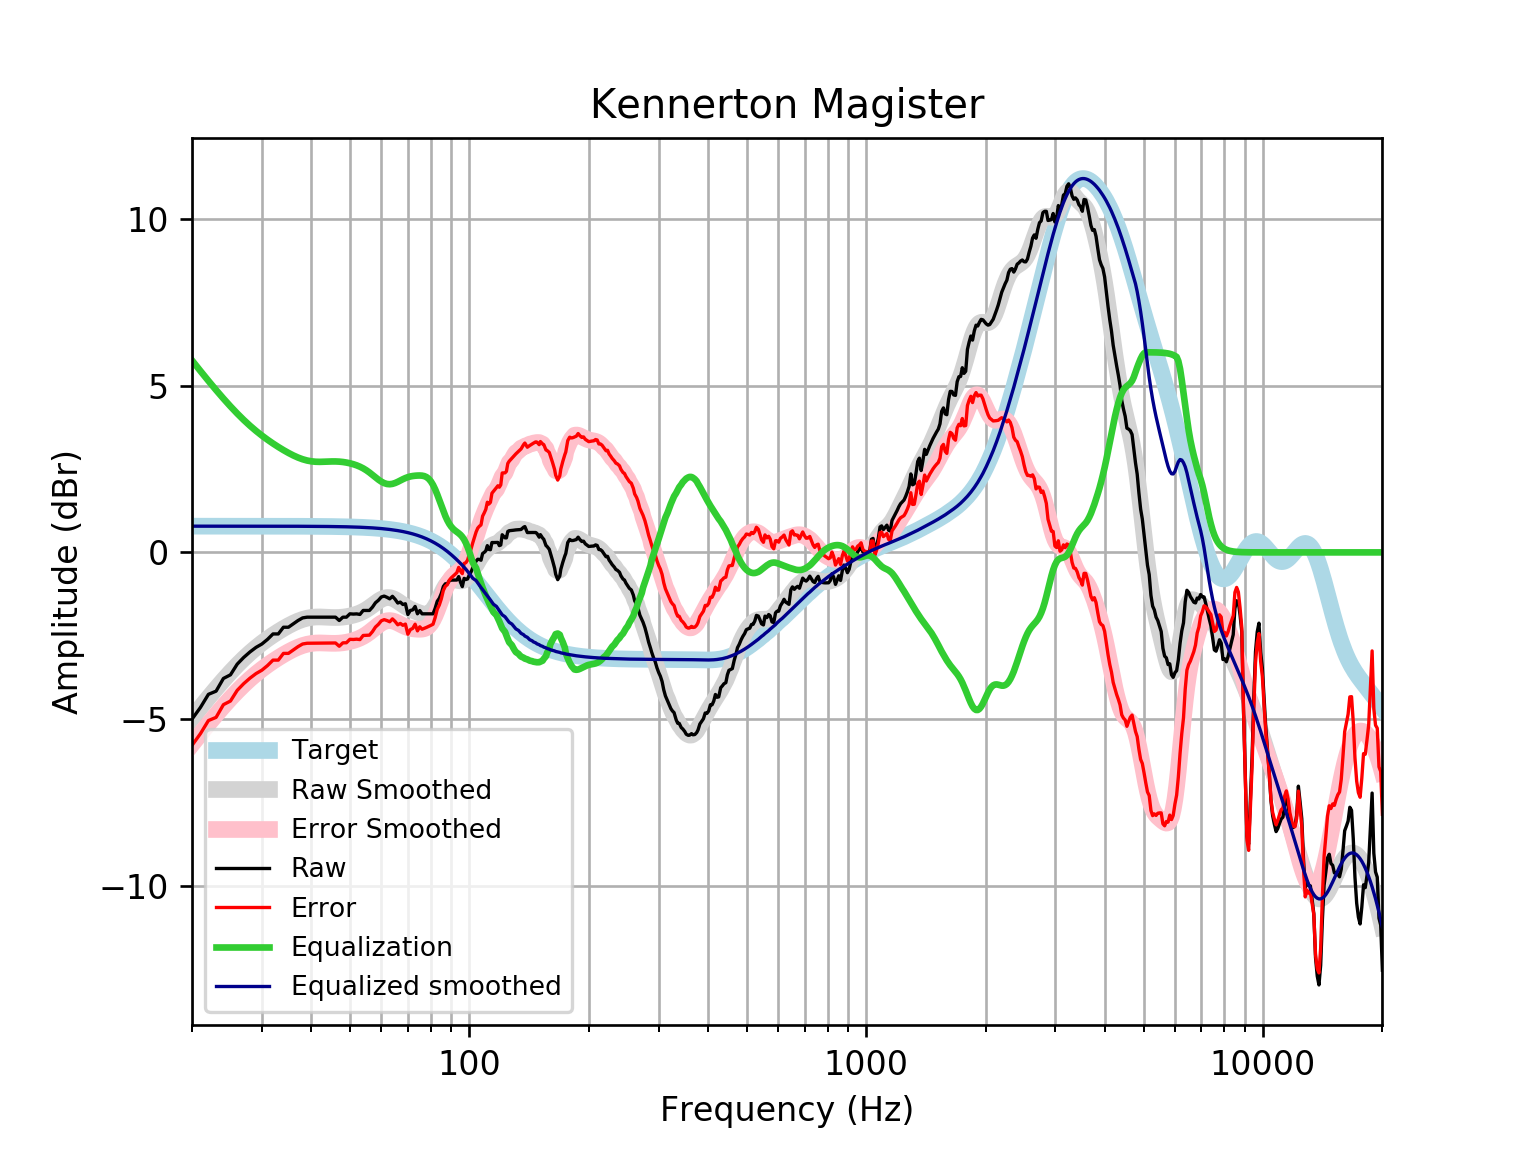 Kennerton Magister
10
5
0
−5
−10
Amplitude (dBr)
Target
Raw Smoothed
Error Smoothed
Raw
Error
Equalization
Equalized smoothed
100
1000
10000
Frequency (Hz)